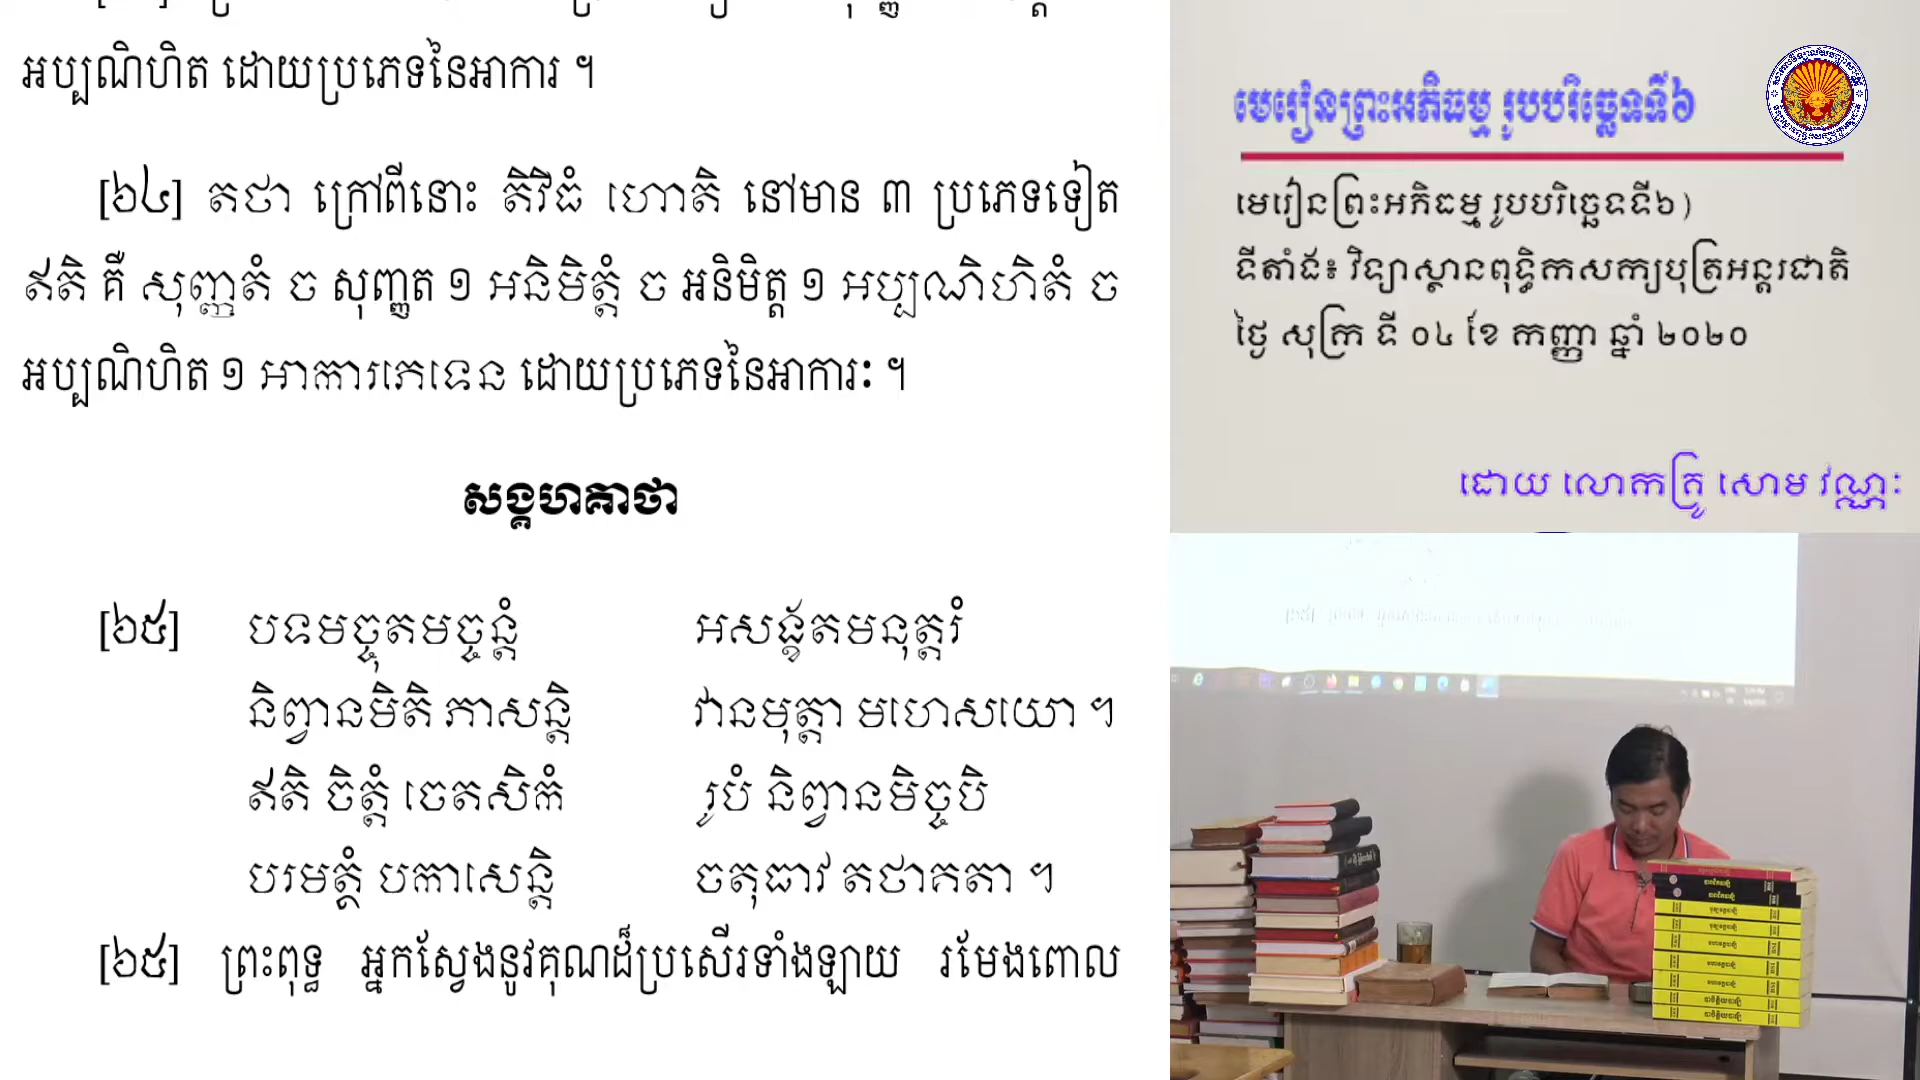 អប្បណិហិត ដោយប្រភេទនៃអាការ ។
[៦៤] តថា ក្រៅពីនោះ តិវិធំ ហោតិ នៅមាន ៣ ប្រភេទទៀត
ឥតិ គឺ សុញ្ញតំ ច សុញ្ញត ១ អនិមិត្តំ ច អនិមិត្ត ១ អប្បណិហិតំ ច
អប្បណិហិត ១ អាការភេទេន ដោយប្រភេទនៃអាការៈ ។
សង្គហគាថា
[៦៥] បទមច្ចុតមច្ចន្តំ អសង្ខតមនុត្តរំ
និព្វានមិតិ ភាសន្តិ វានមុត្តា មហេសយោ ។
ឥតិ ចិត្តំ ចេតសិកំ រូបំ និព្វានមិច្ចបិ
បរមត្ថំ បកាសេន្តិ ចតុធាវ តថាគតា ។
[៦៥] ព្រះពុទ្ធ អ្នកស្វែងនូវគុណដ៏ប្រសើរទាំងឡាយ រមែងពោល
មេរៀនព្រះអភិធម្ម រូបបរិច្ឆេទទី៦
មេរៀនព្រះអភិធម្ម រូបបរិច្ឆេទទី៦)
ទីតាំង៖ វិទ្យាស្ថានពុទ្ធិកសក្យបុត្រអន្តរជាតិ
ថ្ងៃ សុក្រ ទី ០៤ ខែ កញ្ញា ឆ្នាំ ២០២០
ដោយ លោកគ្រូ សោម វណ្ណៈ